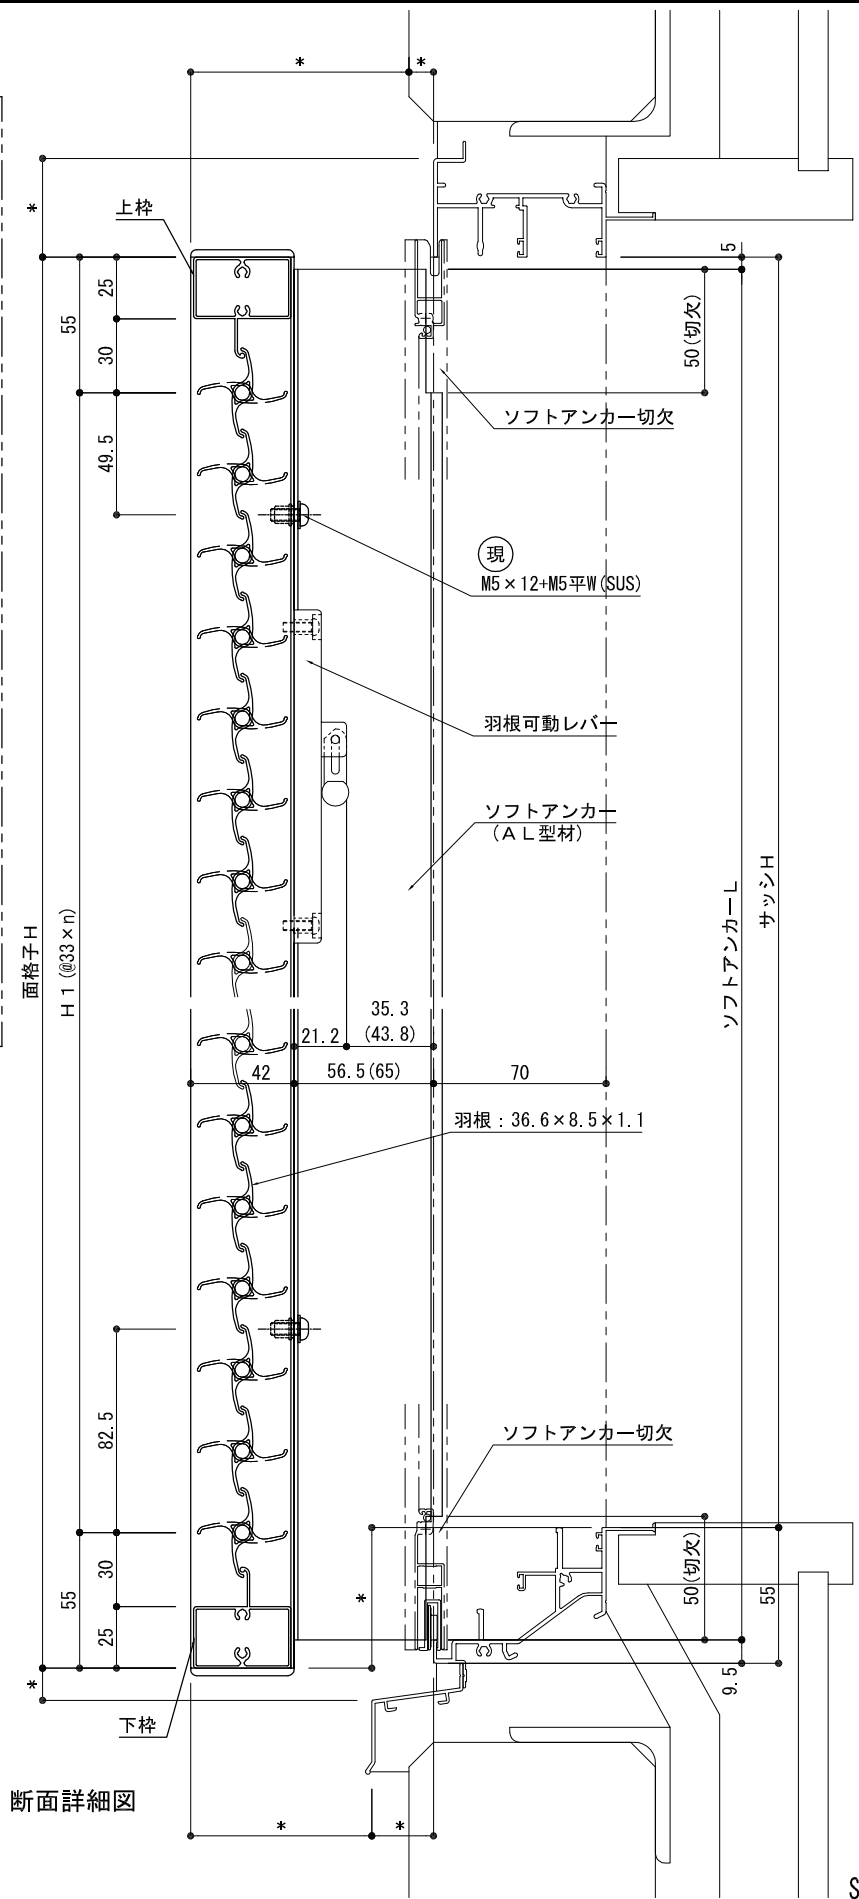 *
*
*
上枠
5
25
55
30
50(切欠)
ソフトアンカー切欠
49.5
現
M5×12+M5平W(SUS)
羽根可動レバー
ソフトアンカー
(AL型材)
サッシH
ソフトアンカーL
面格子H
H1(@33×n)
35.3
21.2
(43.8)
42
56.5(65)
70
羽根:36.6×8.5×1.1
82.5
ソフトアンカー切欠
30
50(切欠)
55
55
*
25
*
9.5
下枠
断面詳細図
*
*
S